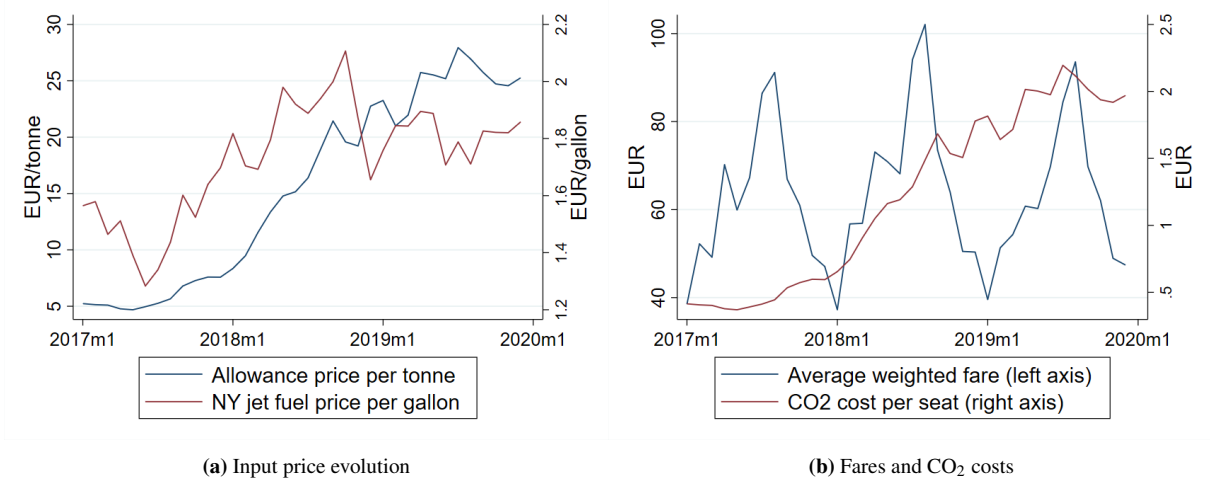 30
25
20
15
10
5
EUR/tonne
2.2
2
1.8
1.6
1.4
1.2
EUR/gallon
2017m1 2018m1 2019m1 2020m1
Allowance price per tonne
NY jet fuel price per gallon
(a) Input price evolution
100
80
60
40
EUR
2.5
2
1.5
1
.5
EUR
2017m1 2018m1 2019m1 2020m1
Average weighted fare (left axis)
CO2 cost per seat (right axis)
(b) Fares and CO₂ costs